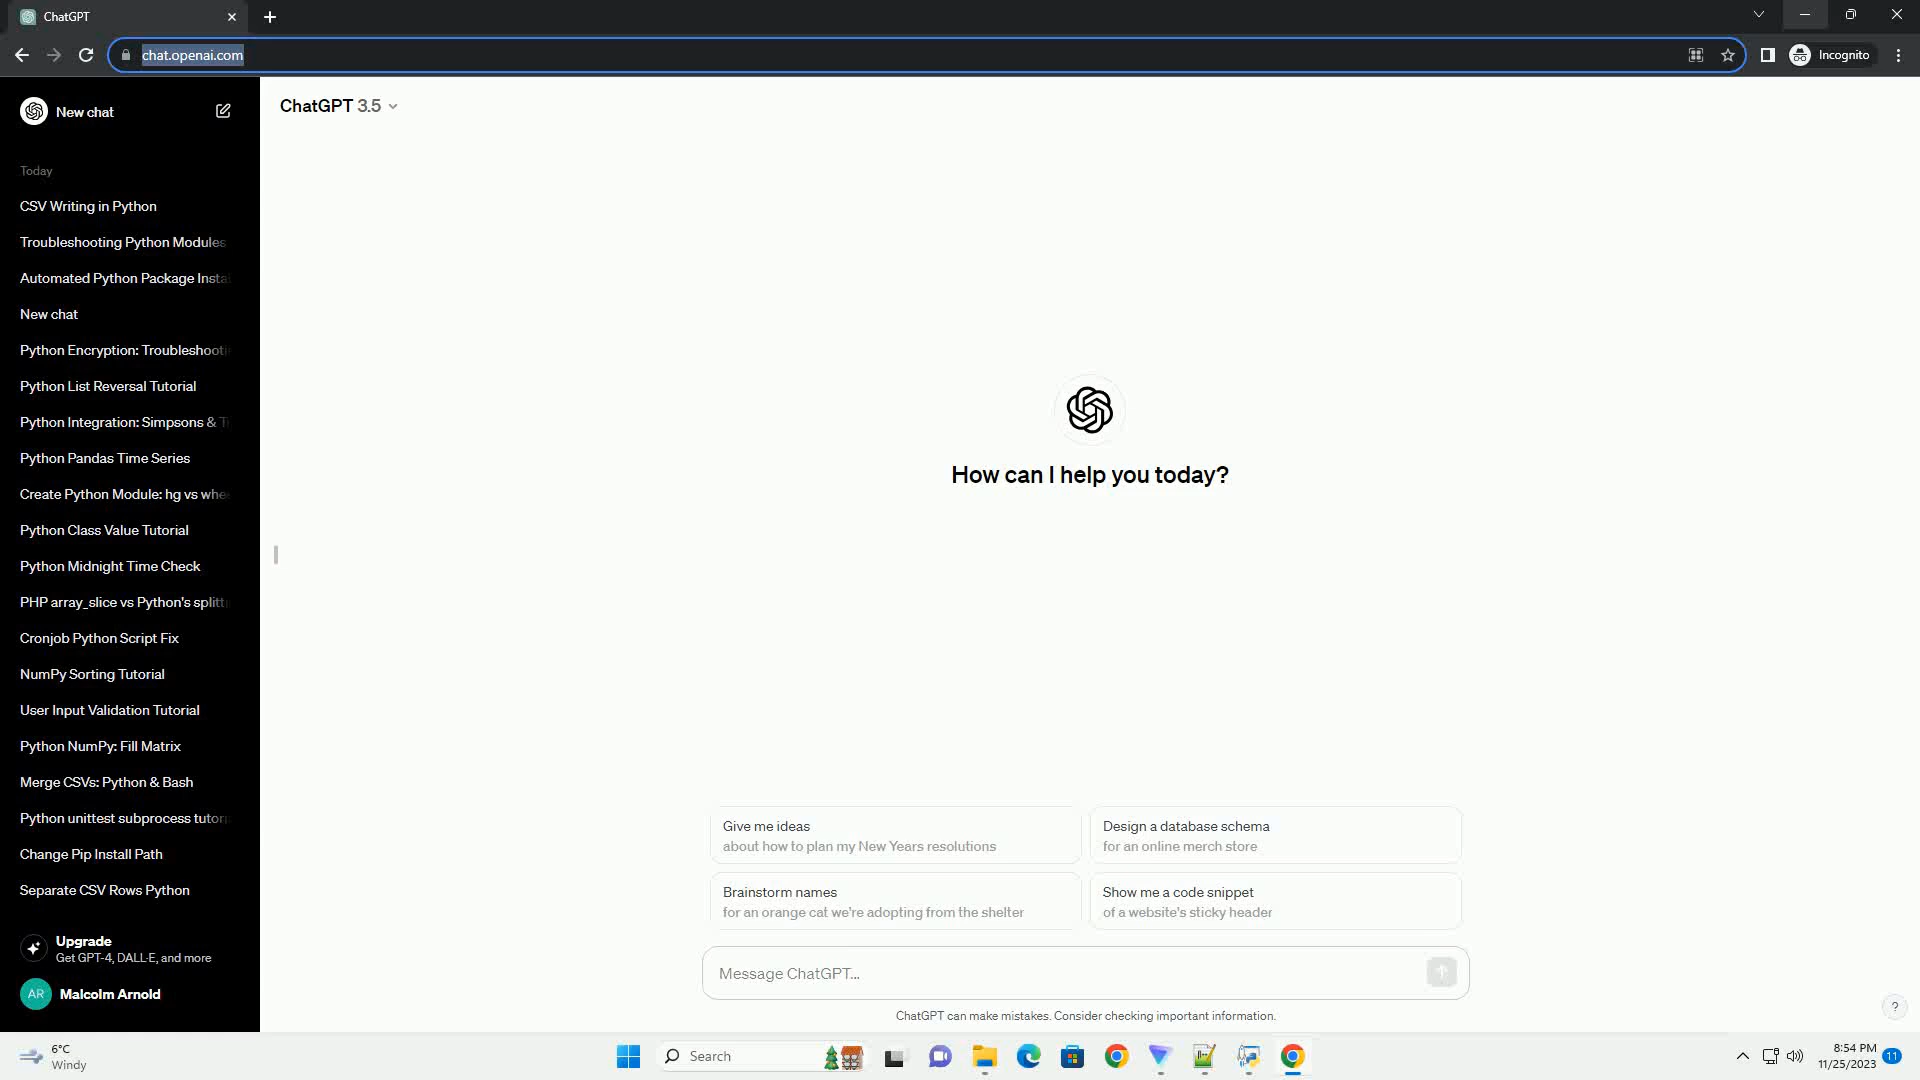 ChatGPT
chat.openai.com
Incognito
New chat
ChatGPT 3.5
Today
CSV Writing in Python
Troubleshooting Python Modules
Automated Python Package Insta
New chat
Python Encryption: Troubleshooti
Python List Reversal Tutorial
Python Integration: Simpsons & T
Python Pandas Time Series
Create Python Module: hg vs whe
Python Class Value Tutorial
Python Midnight Time Check
PHP array_slice vs Python's splitt
Cronjob Python Script Fix
NumPy Sorting Tutorial
User Input Validation Tutorial
Python NumPy: Fill Matrix
Merge CSVs: Python & Bash
Python unittest subprocess tutori
Change Pip Install Path
Separate CSV Rows Python
Upgrade
Get GPT-4, DALL·E, and more
AR
Malcolm Arnold
How can I help you today?
Give me ideas
about how to plan my New Years resolutions
Design a database schema
for an online merch store
Brainstorm names
for an orange cat we're adopting from the shelter
Show me a code snippet
of a website's sticky header
Message ChatGPT...
ChatGPT can make mistakes. Consider checking important information.
?
6°C
Windy
Search
8:54 PM
11/25/2023
11